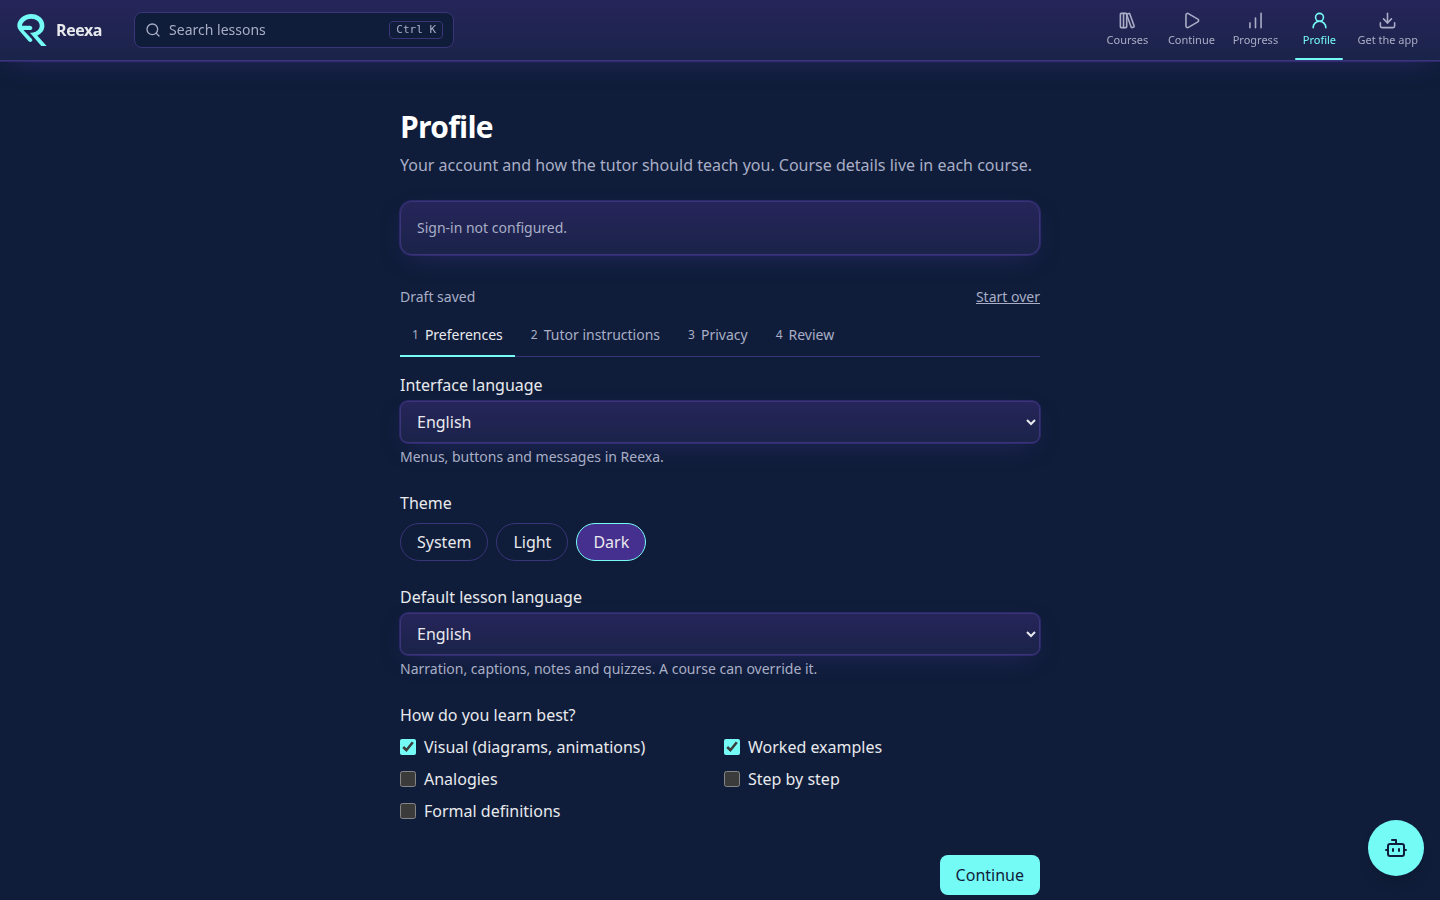 Reexa
Search lessons
Ctrl K
Courses
Continue
Progress
Profile
Get the app
Profile
Your account and how the tutor should teach you. Course details live in each course.
Sign-in not configured.
Draft saved
Start over
1 Preferences
2 Tutor instructions
3 Privacy
4 Review
Interface language
English
Menus, buttons and messages in Reexa.
Theme
System
Light
Dark
Default lesson language
English
Narration, captions, notes and quizzes. A course can override it.
How do you learn best?
Visual (diagrams, animations)
Worked examples
Analogies
Step by step
Formal definitions
Continue